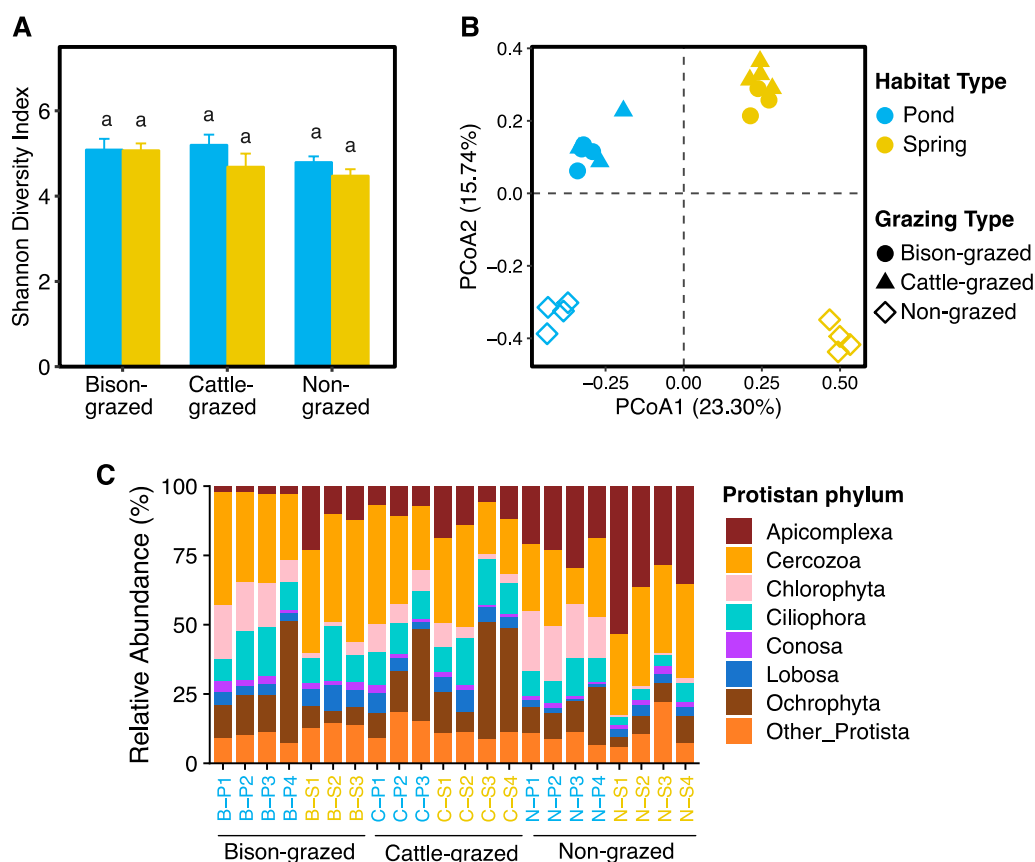 A
Shannon Diversity Index
6
4
2
0
a a a a a a
Bison-
grazed
Cattle-
grazed
Non-
grazed
B
PCoA2 (15.74%)
0.4
0.2
0.0
−0.2
−0.4
−0.25 0.00 0.25 0.50
PCoA1 (23.30%)
Habitat Type
Pond
Spring
Grazing Type
Bison-grazed
Cattle-grazed
Non-grazed
C
Relative Abundance (%)
100
75
50
25
0
B−P1 B−P2 B−P3 B−P4 B−S1 B−S2 B−S3 C−P1 C−P2 C−P3 C−S1 C−S2 C−S3 C−S4 N−P1 N−P2 N−P3 N−P4 N−S1 N−S2 N−S3 N−S4
Bison-grazed Cattle-grazed Non-grazed
Protistan phylum
Apicomplexa
Cercozoa
Chlorophyta
Ciliophora
Conosa
Lobosa
Ochrophyta
Other_Protista